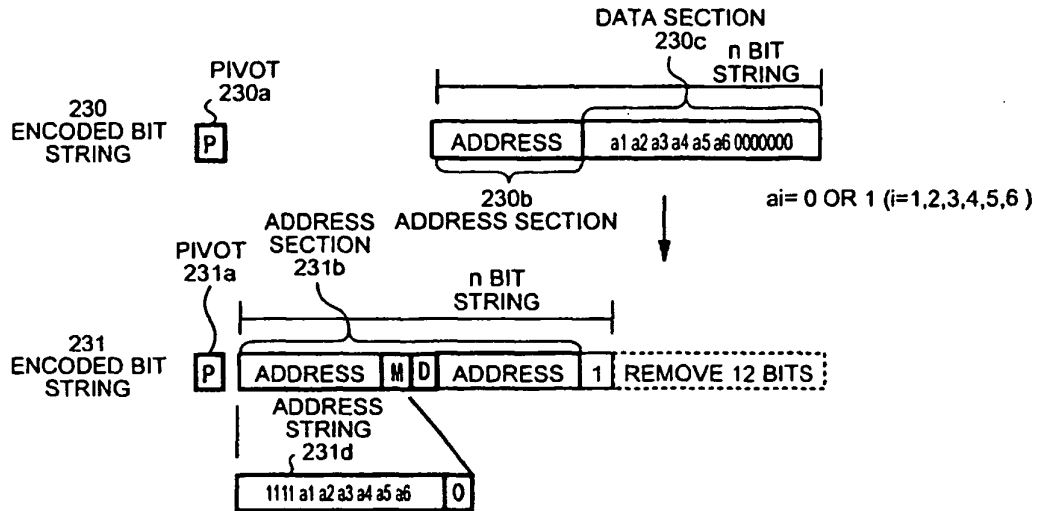 DATA SECTION
230c
n BIT
STRING
PIVOT
230a
230
ENCODED BIT
STRING
P
ADDRESS
a1 a2 a3 a4 a5 a6 0000000
230b
ADDRESS SECTION
ai= 0 OR 1 (i=1,2,3,4,5,6 )
ADDRESS
SECTION
231b
PIVOT
231a
n BIT
STRING
231
ENCODED BIT
STRING
P
ADDRESS M D ADDRESS 1 REMOVE 12 BITS
ADDRESS
STRING
231d
1111 a1 a2 a3 a4 a5 a6 0